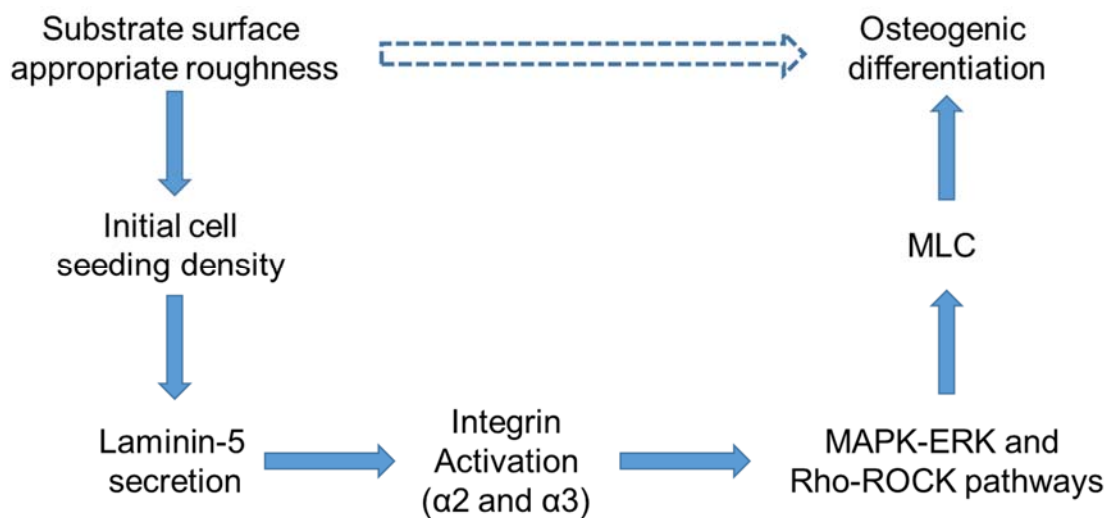 Substrate surface
appropriate roughness
Osteogenic
differentiation
Initial cell
seeding density
MLC
Laminin-5
secretion
Integrin
Activation
(α2 and α3)
MAPK-ERK and
Rho-ROCK pathways